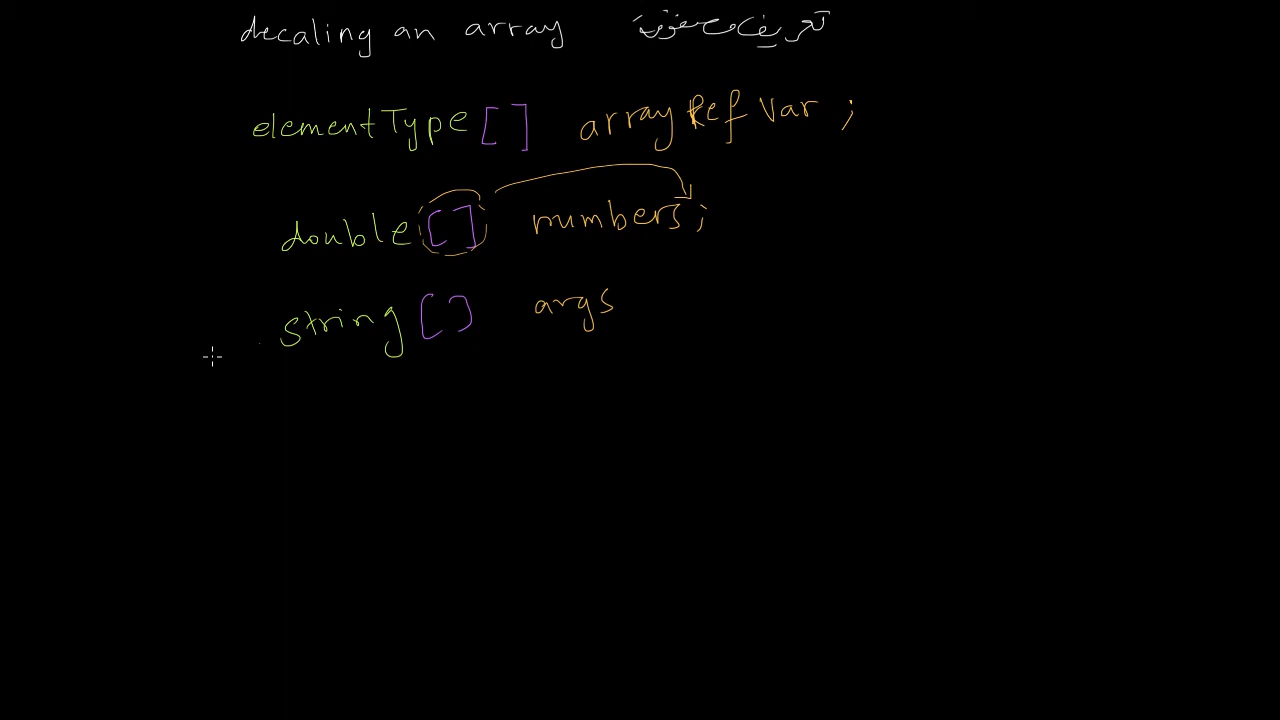 decaling an array تعريف مصفوفة
elementType [] arrayRefVar ;
double [] numbers ;
string [] args